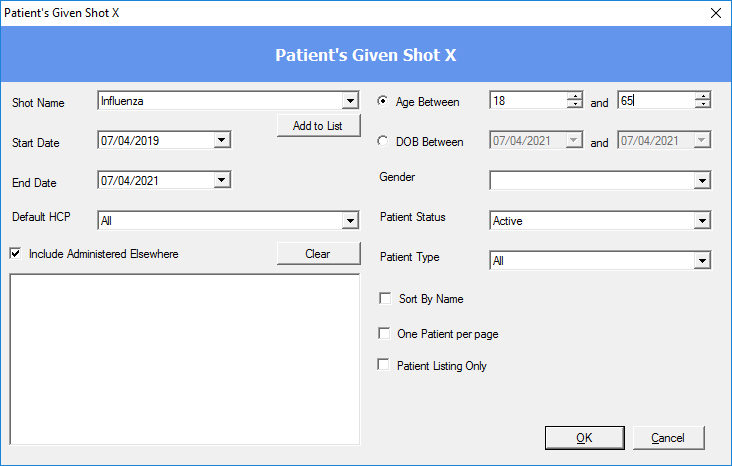 Patient's Given Shot X
Patient's Given Shot X
Shot Name Influenza
Add to List
Start Date 07/04/2019
End Date 07/04/2021
Default HCP All
Include Administered Elsewhere Clear
Age Between 18 and 65
DOB Between 07/04/2021 and 07/04/2021
Gender
Patient Status Active
Patient Type All
Sort By Name
One Patient per page
Patient Listing Only
OK Cancel